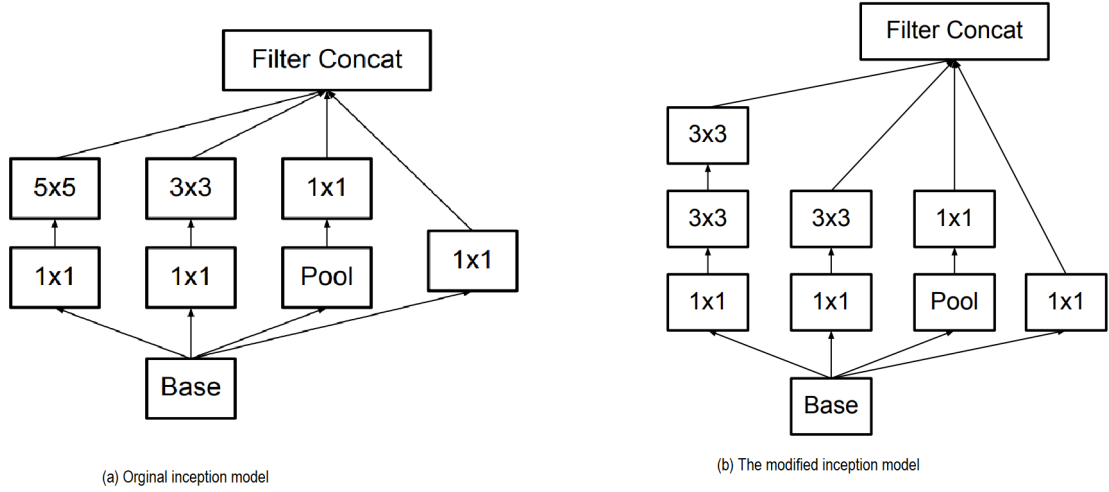 Filter Concat
5x5
3x3
1x1
1x1
1x1
Pool
1x1
Base
(a) Orginal inception model
Filter Concat
3x3
3x3
3x3
1x1
1x1
1x1
Pool
1x1
Base
(b) The modified inception model